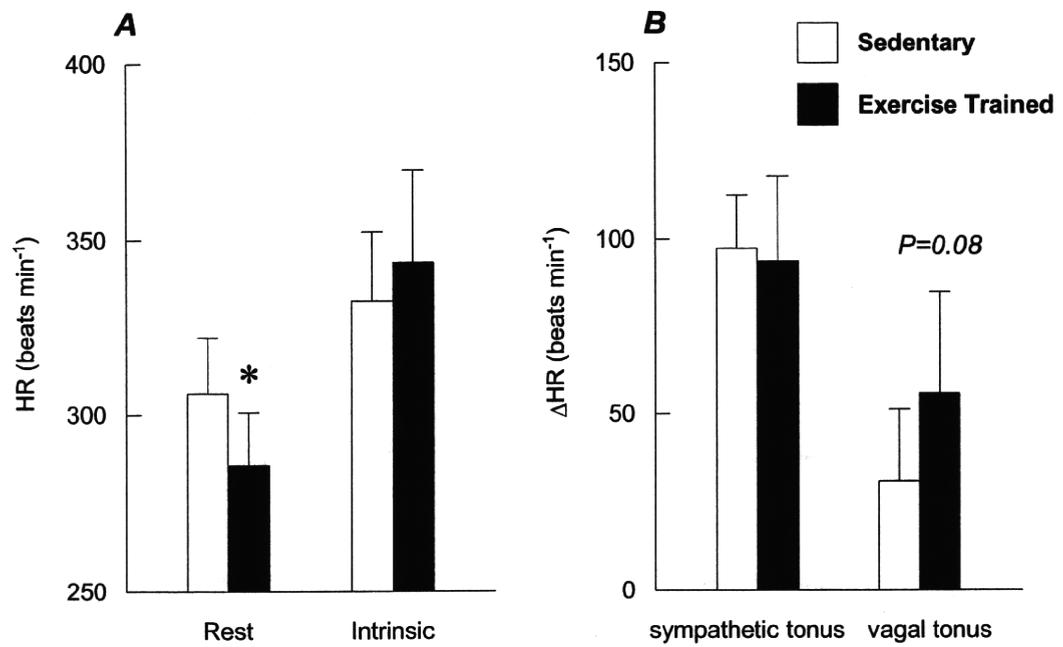 A
HR (beats min⁻¹)
400
350
300
250
*
Rest
Intrinsic
B
Sedentary
Exercise Trained
ΔHR (beats min⁻¹)
150
100
50
0
P=0.08
sympathetic tonus
vagal tonus